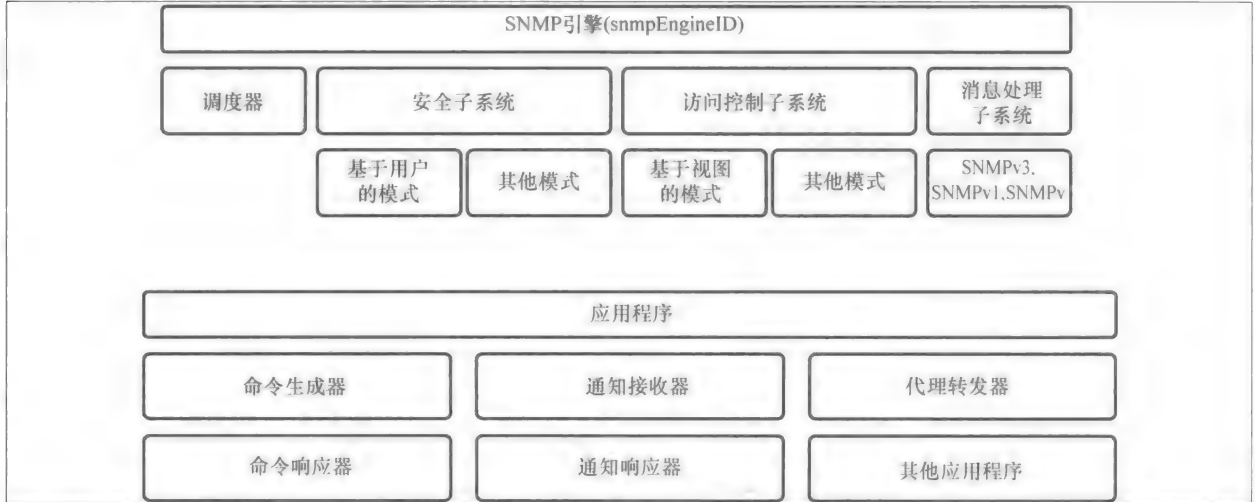 SNMP引擎(snmpEngineID)
调度器
安全子系统
访问控制子系统
消息处理
子系统
基于用户
的模式
其他模式
基于视图
的模式
其他模式
SNMPv3,
SNMPv1,SNMPv
应用程序
命令生成器
通知接收器
代理转发器
命令响应器
通知响应器
其他应用程序